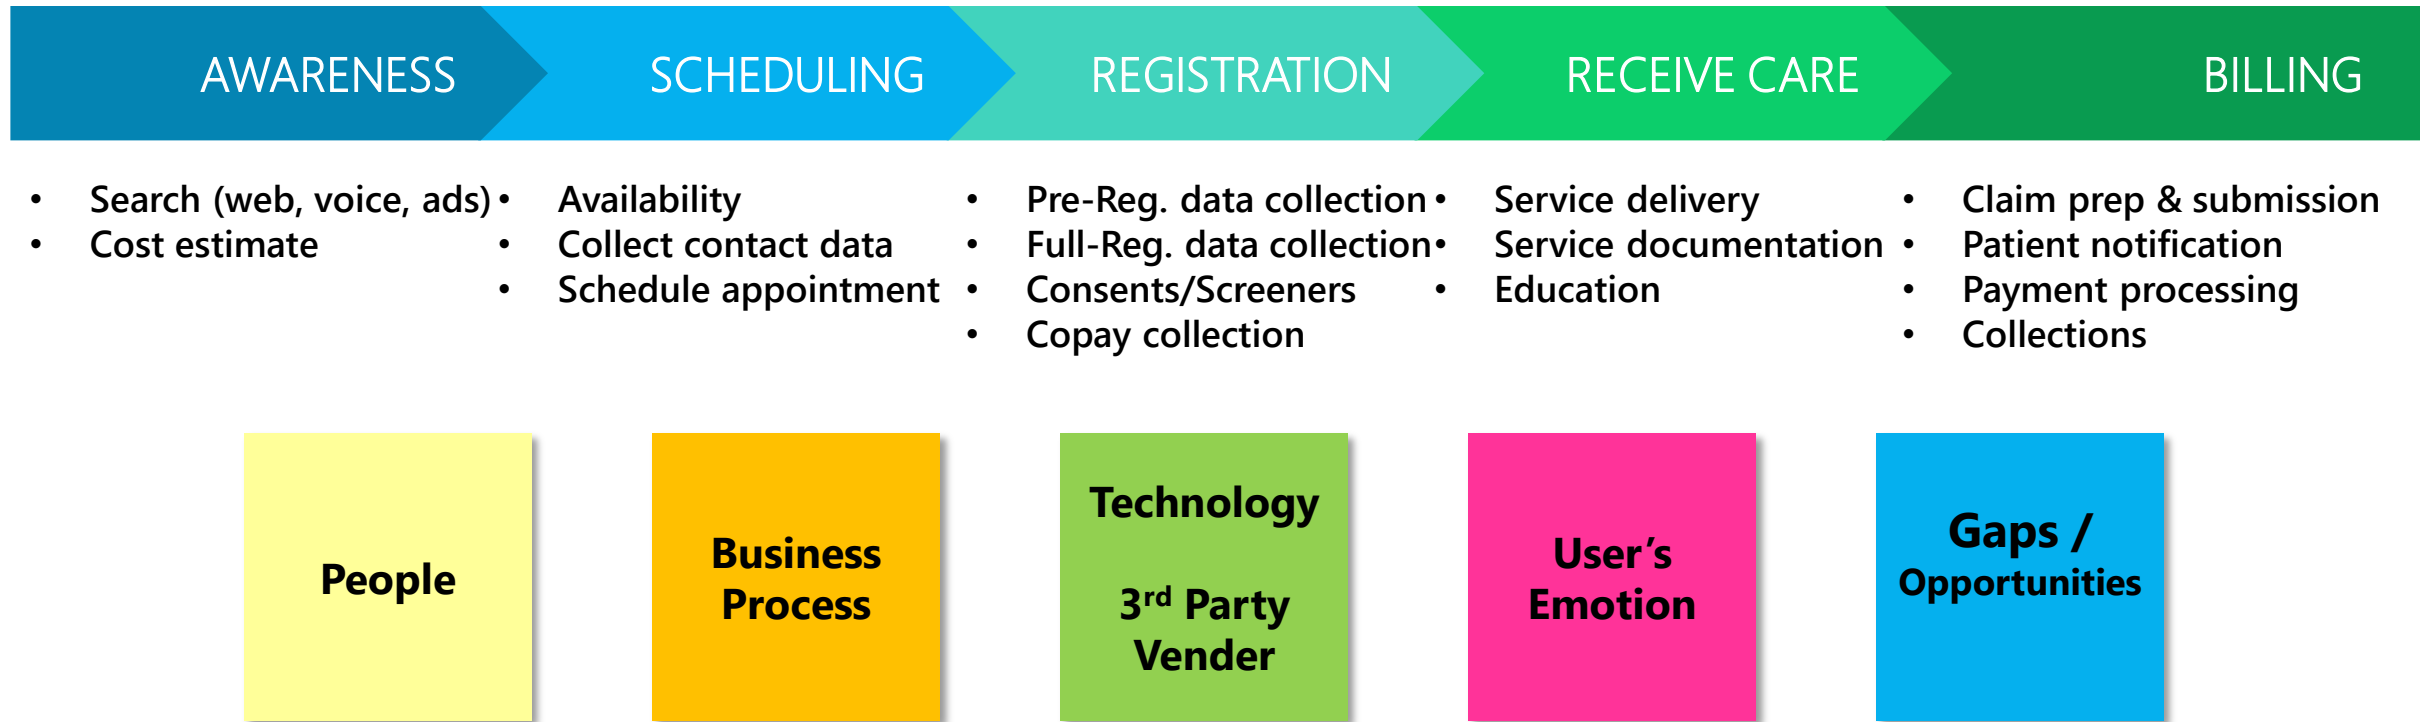 AWARENESS
SCHEDULING
REGISTRATION
RECEIVE CARE
BILLING
• Search (web, voice, ads)
• Cost estimate
• Availability
• Collect contact data
• Schedule appointment
• Pre-Reg. data collection
• Full-Reg. data collection
• Consents/Screeners
• Copay collection
• Service delivery
• Service documentation
• Education
• Claim prep & submission
• Patient notification
• Payment processing
• Collections
People
Business
Process
Technology
3rd Party
Vender
User’s
Emotion
Gaps /
Opportunities